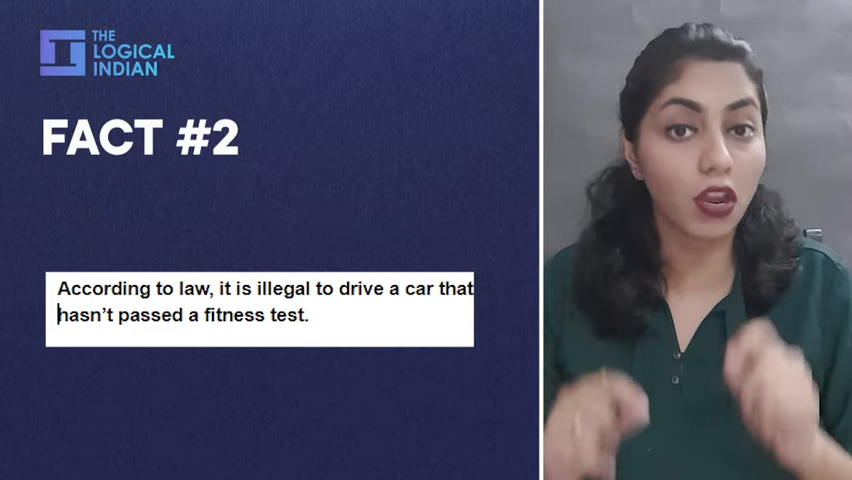 THE
LOGICAL
INDIAN
FACT #2
According to law, it is illegal to drive a car that
hasn't passed a fitness test.